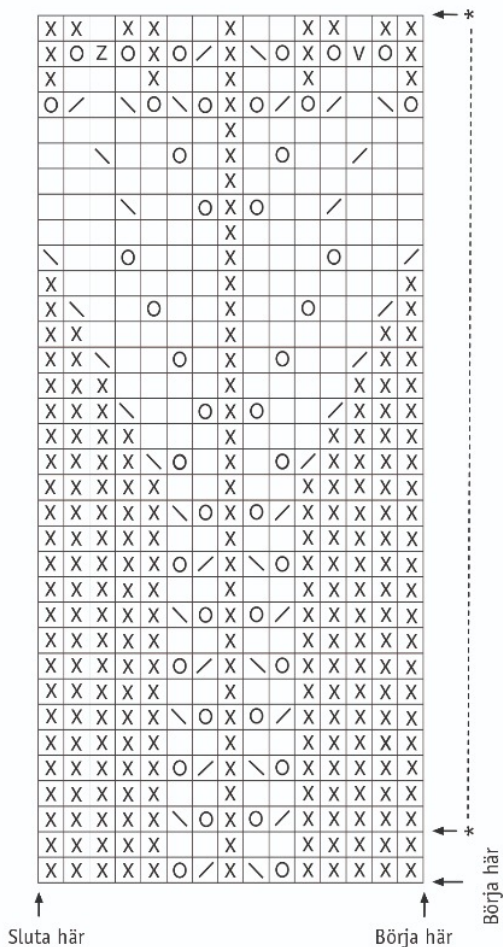 X X X X X X X X X *
X O Z O X O / X \ O X O V O X
X X X X X
O / \ O \ O X O / O / \ O
X
\ O X O /
X
\ O X O /
X
\ O X O /
X X X
X \ O X O / X
X X X X X
X X \ O X O / X X
X X X X X X X
X X X \ O X O / X X X
X X X X X X X X X
X X X X \ O X O / X X X X
X X X X X X X X X X X
X X X X X \ O X O / X X X X X
X X X X X X X X X X X
X X X X X O / X \ O X X X X X
X X X X X X X X X X X
X X X X X \ O X O / X X X X X
X X X X X X X X X X X
X X X X X O / X \ O X X X X X
X X X X X X X X X X X
X X X X X \ O X O / X X X X X
X X X X X X X X X X X
X X X X X O / X \ O X X X X X
X X X X X X X X X X X
X X X X X \ O X O / X X X X X *
X X X X X X X X X X X
X X X X X O / X \ O X X X X X
Börja här
Sluta här
Börja här